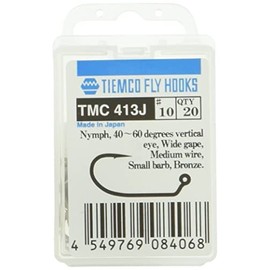 TIEMCO FLY HOOKS
TMC 413J
# 10
QTY 20
Made in Japan
Nymph, 40~60 degrees vertical
eye, Wide gape,
Medium wire,
Small barb, Bronze.
4 549769 084068